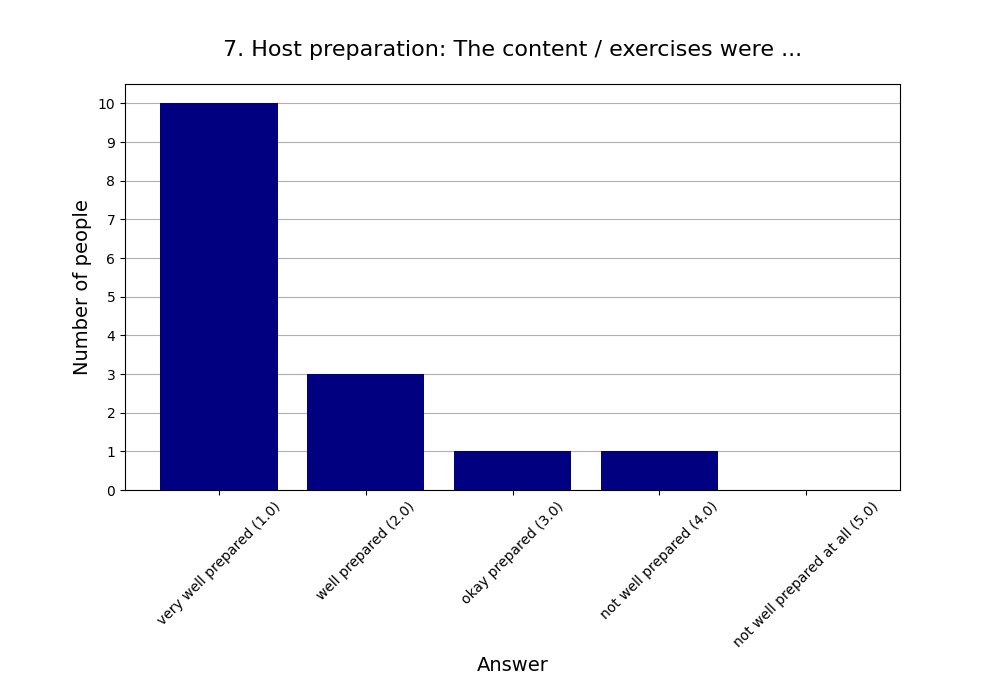 7. Host preparation: The content / exercises were ...
Number of people
10
9
8
7
6
5
4
3
2
1
0
very well prepared (1.0)
well prepared (2.0)
okay prepared (3.0)
not well prepared (4.0)
not well prepared at all (5.0)
Answer